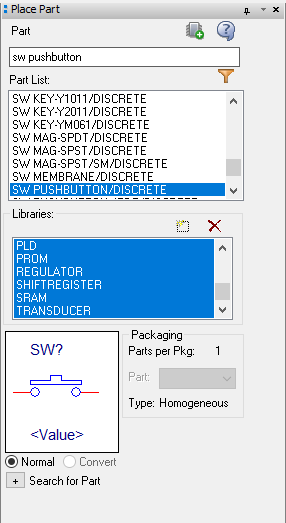 Place Part
Part
sw pushbutton
Part List:
SW KEY-Y1011/DISCRETE
SW KEY-Y2011/DISCRETE
SW KEY-YM061/DISCRETE
SW MAG-SPDT/DISCRETE
SW MAG-SPST/DISCRETE
SW MAG-SPST/SM/DISCRETE
SW MEMBRANE/DISCRETE
SW PUSHBUTTON/DISCRETE
Libraries:
PLD
PROM
REGULATOR
SHIFTREGISTER
SRAM
TRANSDUCER
SW?
<Value>
Packaging
Parts per Pkg: 1
Part:
Type: Homogeneous
Normal Convert
+ Search for Part